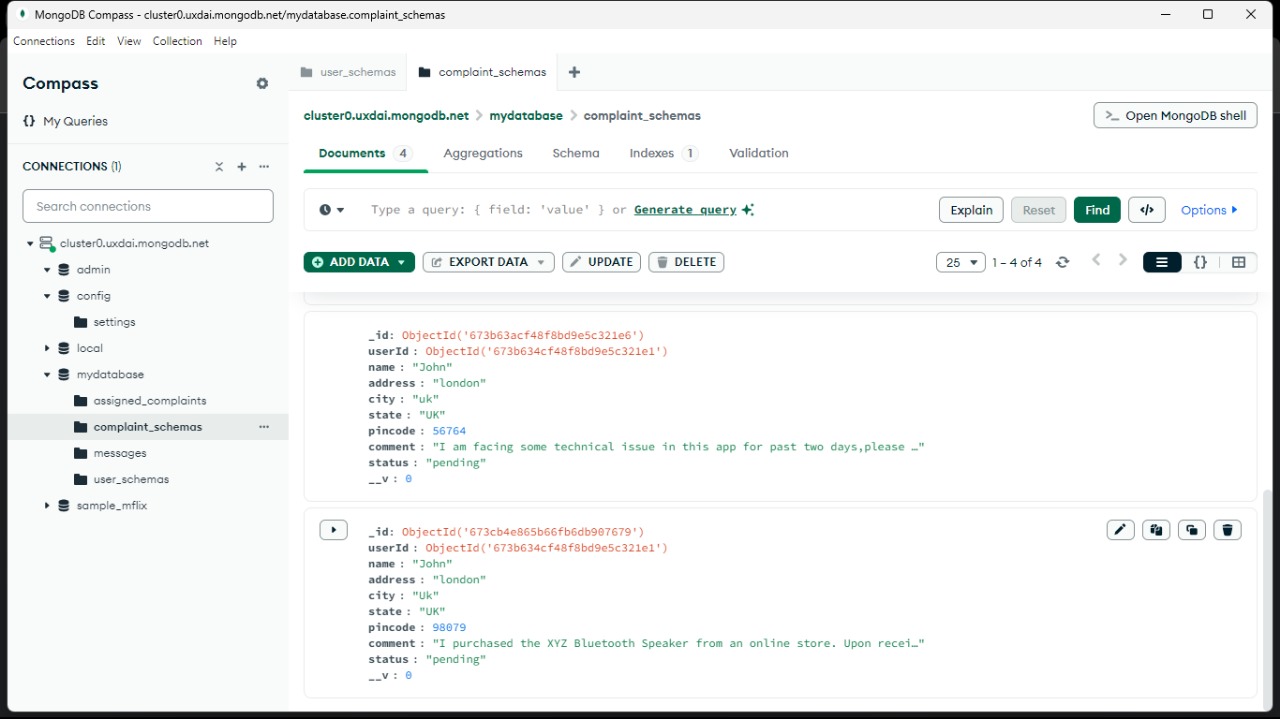 MongoDB Compass - cluster0.uxdai.mongodb.net/mydatabase.complaint_schemas
Connections Edit View Collection Help
Compass
{} My Queries
CONNECTIONS (1)
Search connections
cluster0.uxdai.mongodb.net
admin
config
settings
local
mydatabase
assigned_complaints
complaint_schemas
messages
user_schemas
sample_mflix
user_schemas complaint_schemas
cluster0.uxdai.mongodb.net > mydatabase > complaint_schemas
>_ Open MongoDB shell
Documents 4 Aggregations Schema Indexes 1 Validation
Type a query: { field: 'value' } or Generate query
Explain Reset Find </> Options
ADD DATA EXPORT DATA UPDATE DELETE
25 1 – 4 of 4 {}
_id: ObjectId('673b63acf48f8bd9e5c321e6')
userId : ObjectId('673b634cf48f8bd9e5c321e1')
name : "John"
address : "london"
city : "uk"
state : "UK"
pincode : 56764
comment : "I am facing some technical issue in this app for past two days,please …"
status : "pending"
__v : 0
_id: ObjectId('673cb4e865b66fb6db907679')
userId : ObjectId('673b634cf48f8bd9e5c321e1')
name : "John"
address : "london"
city : "Uk"
state : "UK"
pincode : 98079
comment : "I purchased the XYZ Bluetooth Speaker from an online store. Upon recei…"
status : "pending"
__v : 0